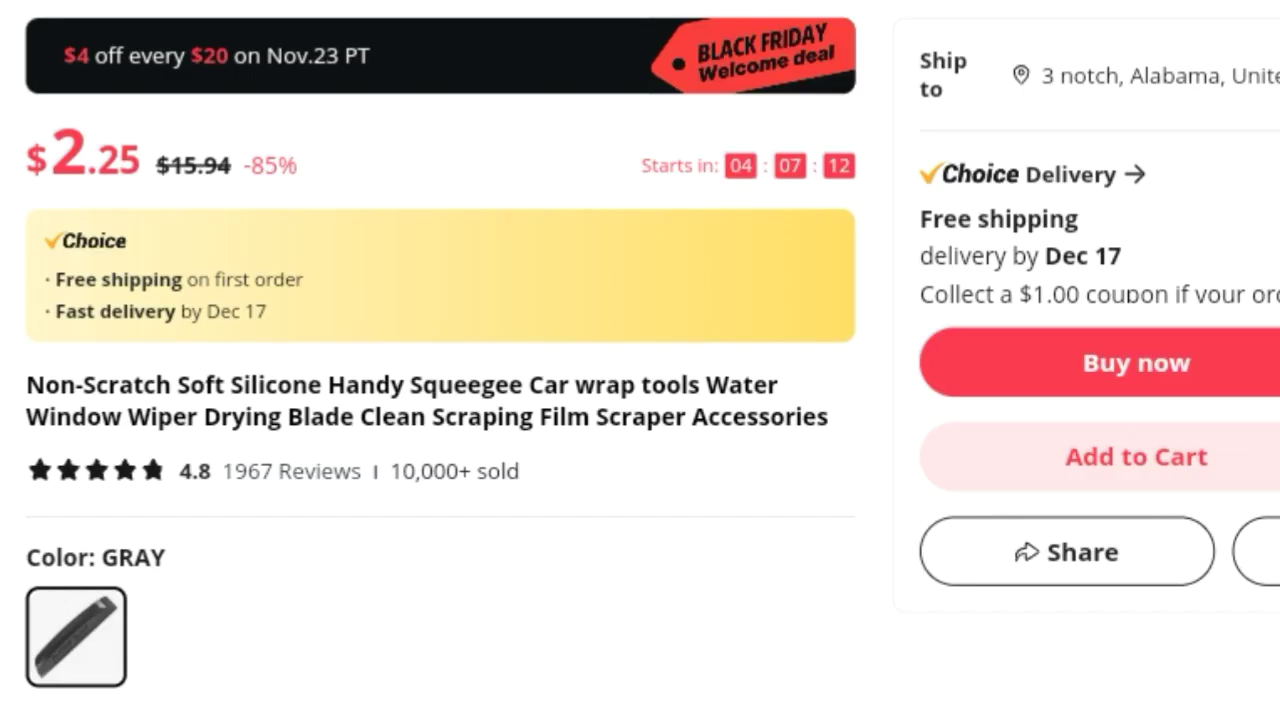 $4 off every $20 on Nov.23 PT
BLACK FRIDAY
Welcome deal
$2.25 $15.94 -85%
Starts in: 04 : 07 : 12
Choice
· Free shipping on first order
· Fast delivery by Dec 17
Non-Scratch Soft Silicone Handy Squeegee Car wrap tools Water
Window Wiper Drying Blade Clean Scraping Film Scraper Accessories
4.8 1967 Reviews I 10,000+ sold
Color: GRAY
Ship
to
3 notch, Alabama,
Choice Delivery
Free shipping
delivery by Dec 17
Collect a $1.00 coupon if your
Buy now
Add to Cart
Share